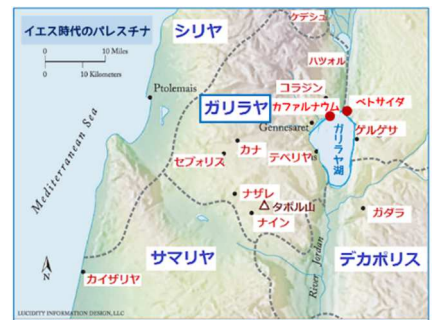 イエス時代のパレスチナ
0 10 Miles
0 10 Kilometers
ケデシュ
シリヤ
ハツォル
Ptolemais
コラジン
ガリラヤ
カファルナウム
ベトサイダ
Gennesaret
ゲルゲサ
カナ
セフォリス
テベリヤis
ガリラヤ湖
Mediterranean Sea
ナザレ
タボル山
ナイン
ガダラ
サマリヤ
River Jordan
デカポリス
N
カイザリヤ
LUCIDITY INFORMATION DESIGN, LLC